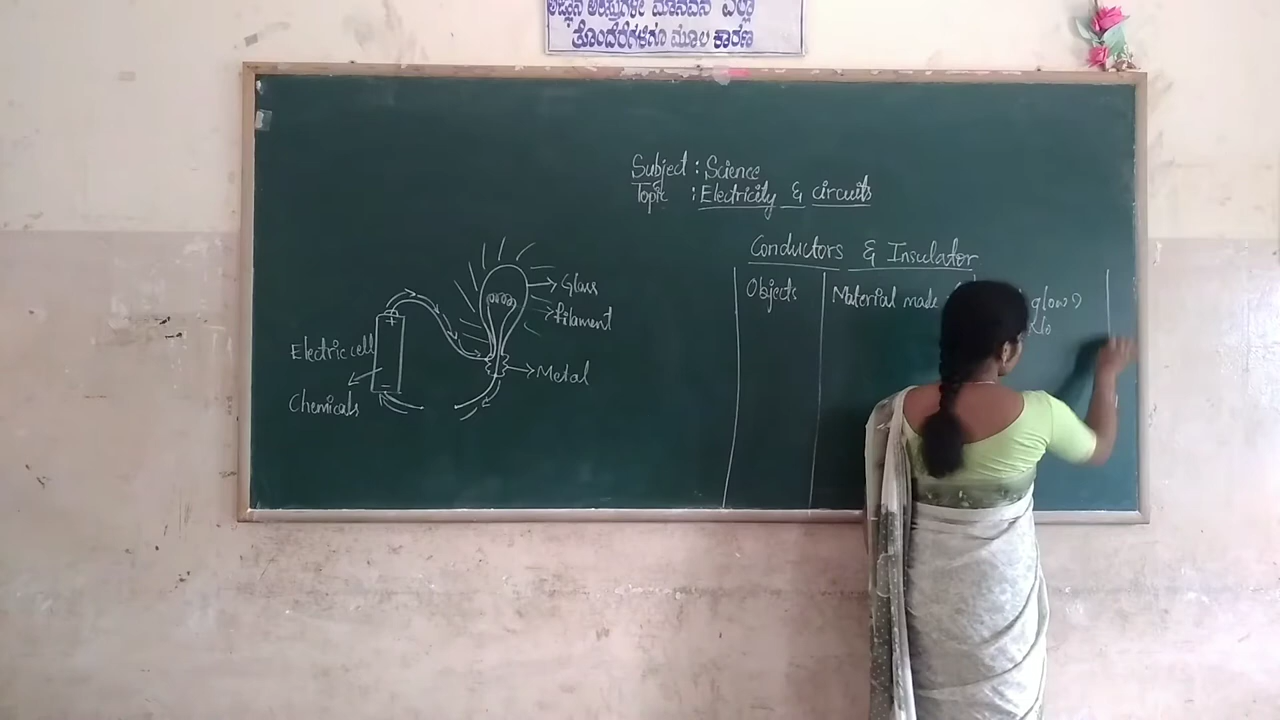 ತೊಂದರೆಗಳಿಗೂ ಮೂಲ ಕಾರಣ
Subject : Science
Topic : Electricity & circuits
Conductors & Insulator
Objects
Material made
glow?
Glass
filament
Metal
Electric cell
+
−
Chemicals